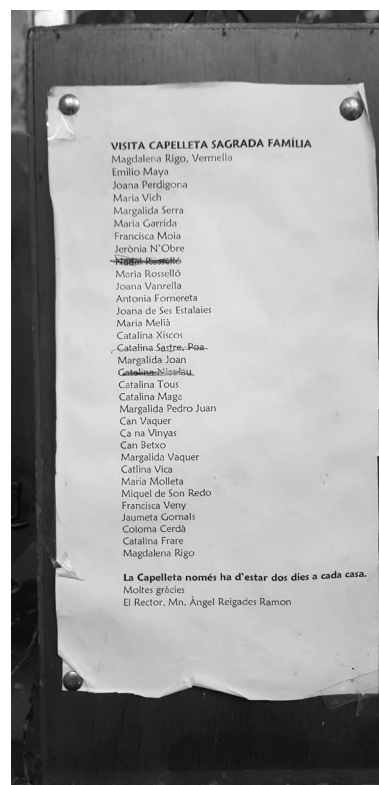 VISITA CAPELLETA SAGRADA FAMÍLIA
Magdalena Rigo, Vermella
Emilio Maya
Joana Perdigona
Maria Vich
Margalida Serra
Maria Garrida
Francisca Moia
Jerònia N'Obre
Nadal Rosselló
Maria Rosselló
Joana Vanrella
Antonia Fornereta
Joana de Ses Estalaies
Maria Melià
Catalina Xiscos
Catalina Sastre, Poa
Margalida Joan
Catalina Nicolau
Catalina Tous
Catalina Maga
Margalida Pedro Juan
Can Vaquer
Ca na Vinyas
Can Betxo
Margalida Vaquer
Catlina Vica
Maria Molleta
Miquel de Son Redo
Francisca Veny
Jaumeta Gornals
Coloma Cerdà
Catalina Frare
Magdalena Rigo
La Capelleta només ha d'estar dos dies a cada casa.
Moltes gràcies
El Rector, Mn. Àngel Reigades Ramon